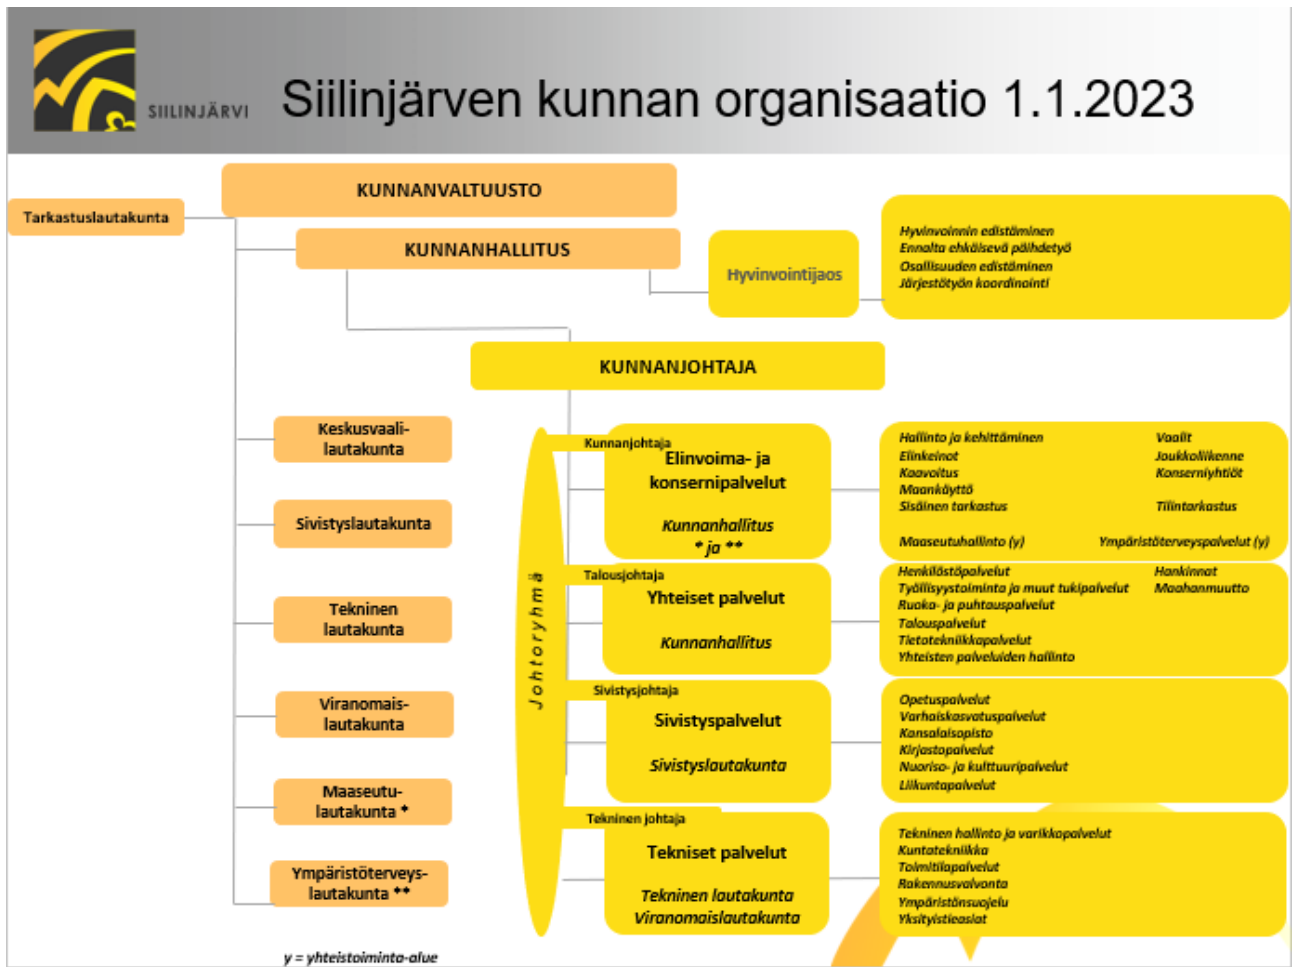 SIILINJÄRVI
Siilinjärven kunnan organisaatio 1.1.2023
KUNNANVALTUUSTO
Tarkastuslautakunta
KUNNANHALLITUS
Hyvinvointijaos
Hyvinvoinnin edistäminen
Ennalta ehkäisevä päihdetyö
Osallisuuden edistäminen
Järjestötyön koordinointi
KUNNANJOHTAJA
Keskusvaali-
lautakunta
Sivistyslautakunta
Tekninen
lautakunta
Viranomais-
lautakunta
Maaseutu-
lautakunta *
Ympäristöterveys-
lautakunta **
Johtoryhmä
Kunnanjohtaja
Elinvoima- ja
konsernipalvelut
Kunnanhallitus
* ja **
Hallinto ja kehittäminen Vaalit
Elinkeinot Joukkoliikenne
Kaavoitus Konserniyhtiöt
Maankäyttö
Sisäinen tarkastus Tilintarkastus
Maaseutuhallinto (y) Ympäristöterveyspalvelut (y)
Talousjohtaja
Yhteiset palvelut
Kunnanhallitus
Henkilöstöpalvelut Hankinnat
Työllisyystoiminta ja muut tukipalvelut Maahanmuutto
Ruoka- ja puhtauspalvelut
Talouspalvelut
Tietotekniikkapalvelut
Yhteisten palveluiden hallinto
Sivistysjohtaja
Sivistyspalvelut
Sivistyslautakunta
Opetuspalvelut
Varhaiskasvatuspalvelut
Kansalaisopisto
Kirjastopalvelut
Nuoriso- ja kulttuuripalvelut
Liikuntapalvelut
Tekninen johtaja
Tekniset palvelut
Tekninen lautakunta
Viranomaislautakunta
Tekninen hallinto ja varikkopalvelut
Kuntatekniikka
Toimitilapalvelut
Rakennusvalvonta
Ympäristönsuojelu
Yksityistieasiat
y = yhteistoiminta-alue